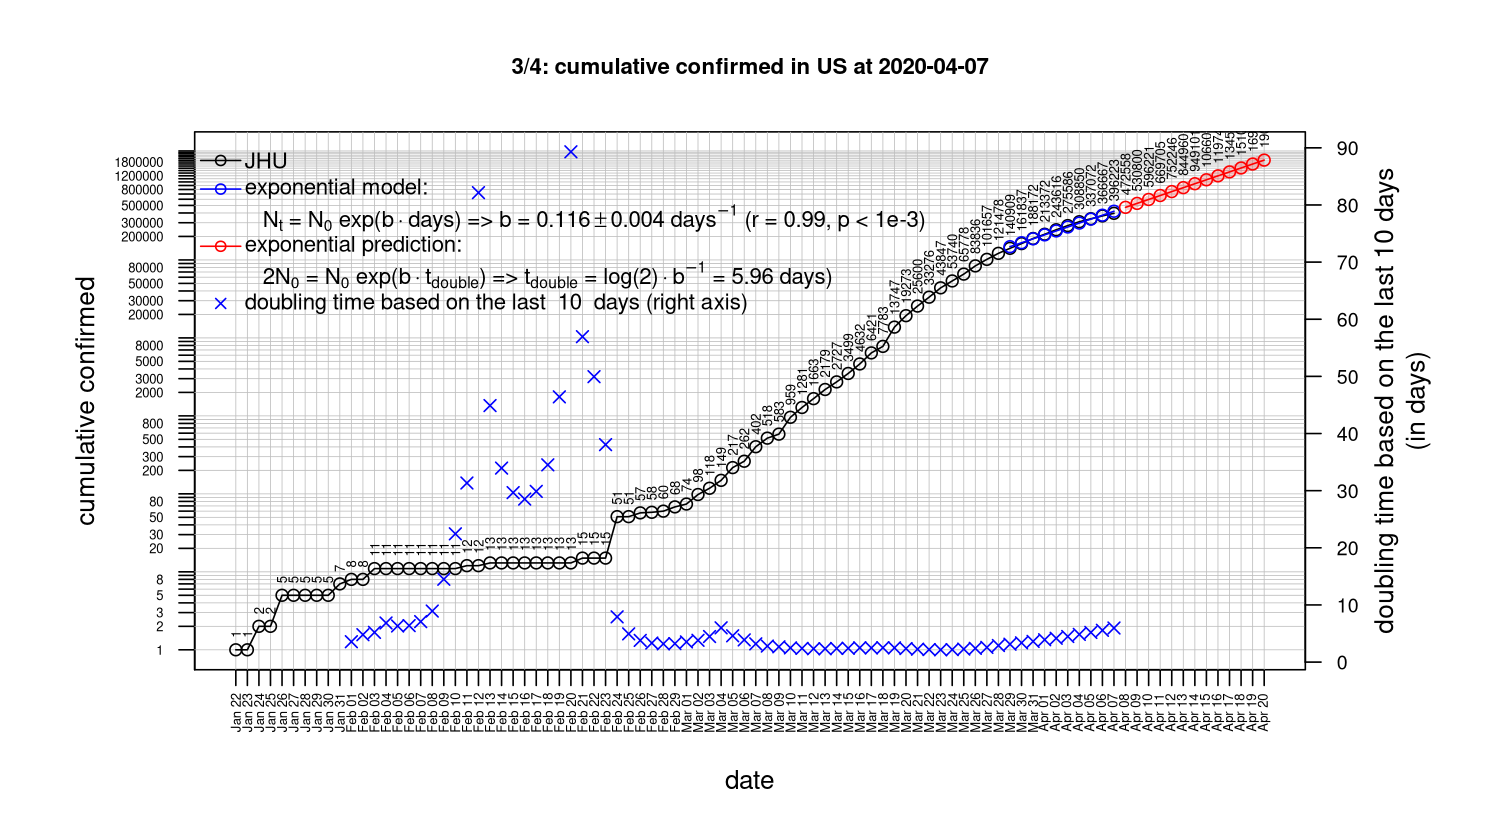 3/4: cumulative confirmed in US at 2020-04-07
JHU
exponential model:
Nt = N0 exp(b · days) => b = 0.116 ± 0.004 days−1 (r = 0.99, p < 1e-3)
exponential prediction:
2N0 = N0 exp(b · tdouble) => tdouble = log(2) · b−1 = 5.96 days)
doubling time based on the last 10 days (right axis)
cumulative confirmed
1800000
1200000
800000
500000
300000
200000
80000
50000
30000
20000
8000
5000
3000
2000
800
500
300
200
80
50
30
20
8
5
3
2
1
1 1 2 2 5 5 5 5 5 7 8 8 11 11 11 11 11 11 11 11 12 12 13 13 13 13 13 13 13 13 15 15 15 51 51 57 58 60 68 74 98 118 149 217 262 402 518 583 959 1281 1663 2179 2727 3499 4632 6421 7783 13747 19273 25600 33276 43847 53740 65778 83836 101657 121478 140909 161837 188172 213372 243616 275586 308850 337072 366667 396223 472558 530800 596221 669705 752246 844960 949101 10660 11974 1345 1510 169 19
90
80
70
60
50
40
30
20
10
0
doubling time based on the last 10 days
(in days)
Jan 22 Jan 23 Jan 24 Jan 25 Jan 26 Jan 27 Jan 28 Jan 29 Jan 30 Jan 31 Feb 01 Feb 02 Feb 03 Feb 04 Feb 05 Feb 06 Feb 07 Feb 08 Feb 09 Feb 10 Feb 11 Feb 12 Feb 13 Feb 14 Feb 15 Feb 16 Feb 17 Feb 18 Feb 19 Feb 20 Feb 21 Feb 22 Feb 23 Feb 24 Feb 25 Feb 26 Feb 27 Feb 28 Feb 29 Mar 01 Mar 02 Mar 03 Mar 04 Mar 05 Mar 06 Mar 07 Mar 08 Mar 09 Mar 10 Mar 11 Mar 12 Mar 13 Mar 14 Mar 15 Mar 16 Mar 17 Mar 18 Mar 19 Mar 20 Mar 21 Mar 22 Mar 23 Mar 24 Mar 25 Mar 26 Mar 27 Mar 28 Mar 29 Mar 30 Mar 31 Apr 01 Apr 02 Apr 03 Apr 04 Apr 05 Apr 06 Apr 07 Apr 08 Apr 09 Apr 10 Apr 11 Apr 12 Apr 13 Apr 14 Apr 15 Apr 16 Apr 17 Apr 18 Apr 19 Apr 20
date